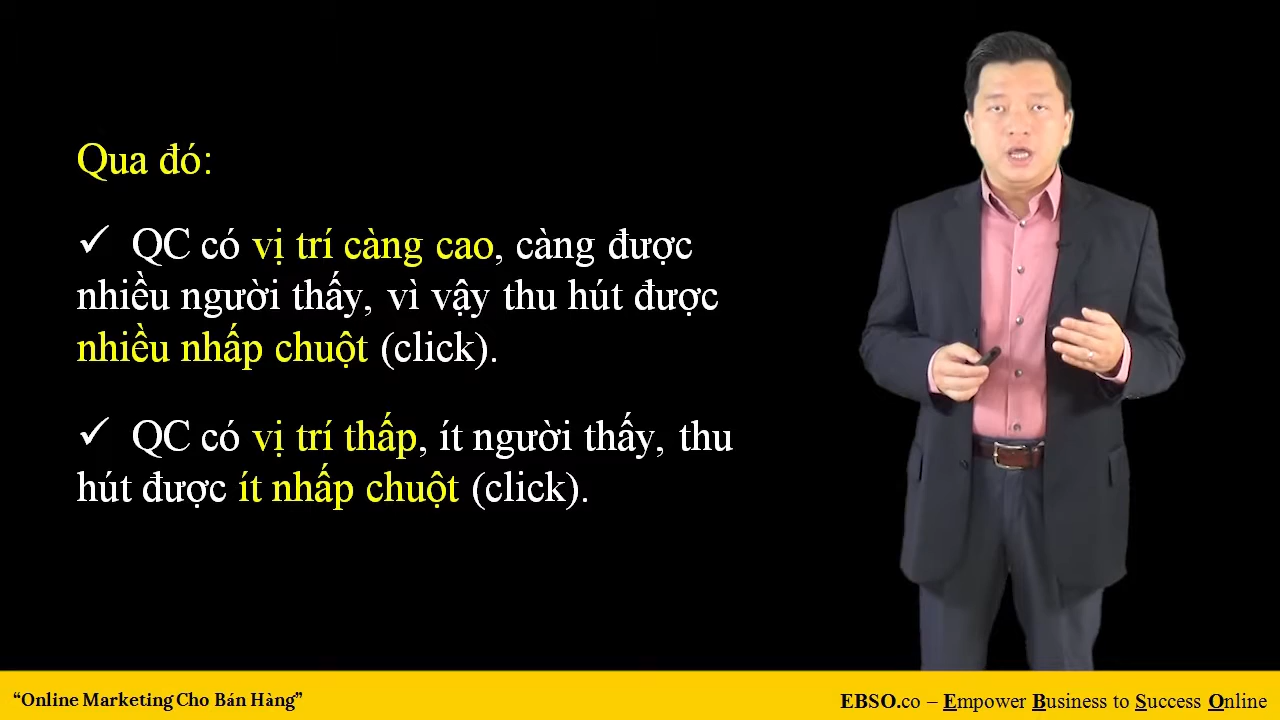 Qua đó:
✓ QC có vị trí càng cao, càng được
nhiều người thấy, vì vậy thu hút được
nhiều nhấp chuột (click).
✓ QC có vị trí thấp, ít người thấy, thu
hút được ít nhấp chuột (click).
“Online Marketing Cho Bán Hàng”
EBSO.co – Empower Business to Success Online